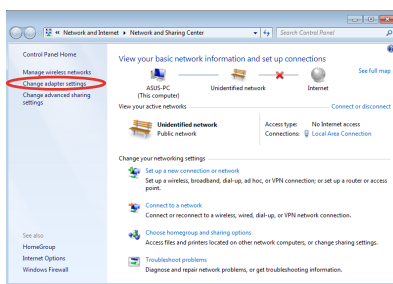 « Network and Internet ▸ Network and Sharing Center
Search Control Panel
Control Panel Home
Manage wireless networks
Change adapter settings
Change advanced sharing
settings
View your basic network information and set up connections
See full map
ASUS-PC
(This computer)
Unidentified network
Internet
View your active networks
Connect or disconnect
Unidentified network
Public network
Access type: No Internet access
Connections: Local Area Connection
Change your networking settings
Set up a new connection or network
Set up a wireless, broadband, dial-up, ad hoc, or VPN connection; or set up a router or access
point.
Connect to a network
Connect or reconnect to a wireless, wired, dial-up, or VPN network connection.
Choose homegroup and sharing options
Access files and printers located on other network computers, or change sharing settings.
Troubleshoot problems
Diagnose and repair network problems, or get troubleshooting information.
See also
HomeGroup
Internet Options
Windows Firewall